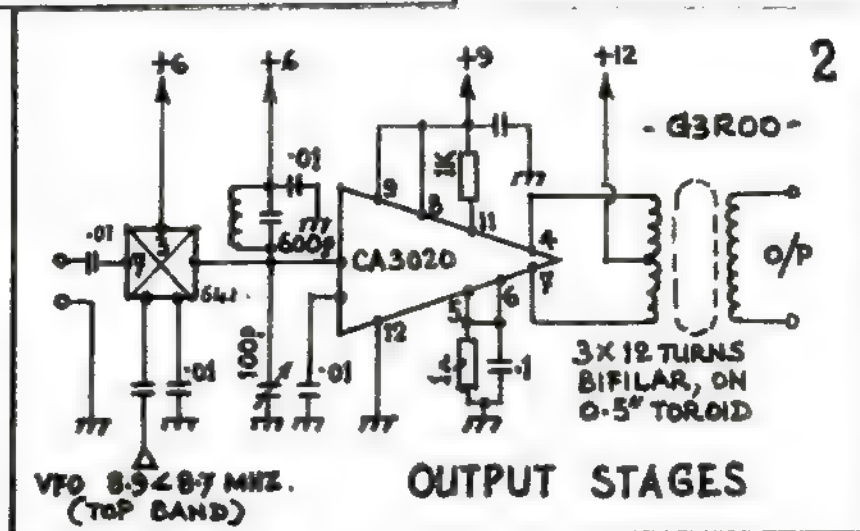 +6
+6
+9
+12
2
- G3ROO -
.01
600p
.01
7
5
CA3020
9
8
1K
11
4
7
6
5
12
O/P
100p
.01
.01
.1
3 X 12 TURNS
BIFILAR, ON
0.5" TOROID
VFO 8.9 < 8.7 MHZ.
(TOP BAND)
OUTPUT STAGES